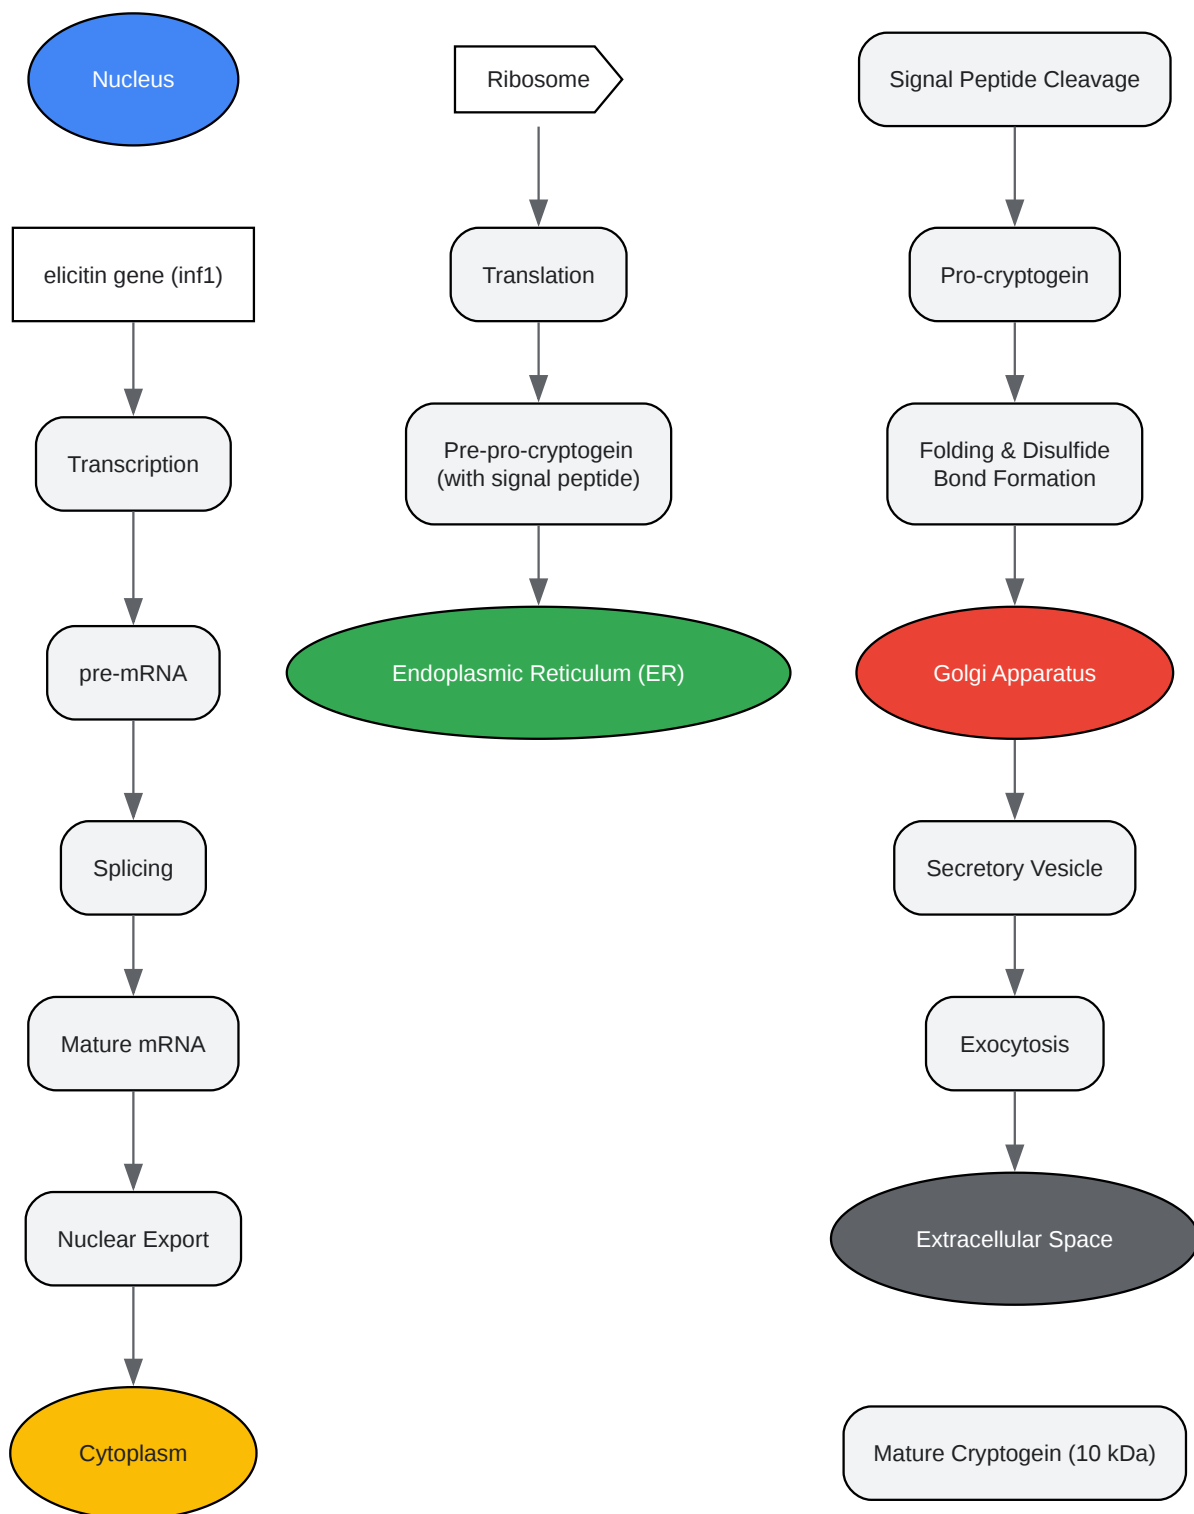 Nucleus
elicitin gene (inf1)
Transcription
pre-mRNA
Splicing
Mature mRNA
Nuclear Export
Cytoplasm
Ribosome
Translation
Pre-pro-cryptogein
(with signal peptide)
Endoplasmic Reticulum (ER)
Signal Peptide Cleavage
Pro-cryptogein
Folding & Disulfide
Bond Formation
Golgi Apparatus
Secretory Vesicle
Exocytosis
Extracellular Space
Mature Cryptogein (10 kDa)